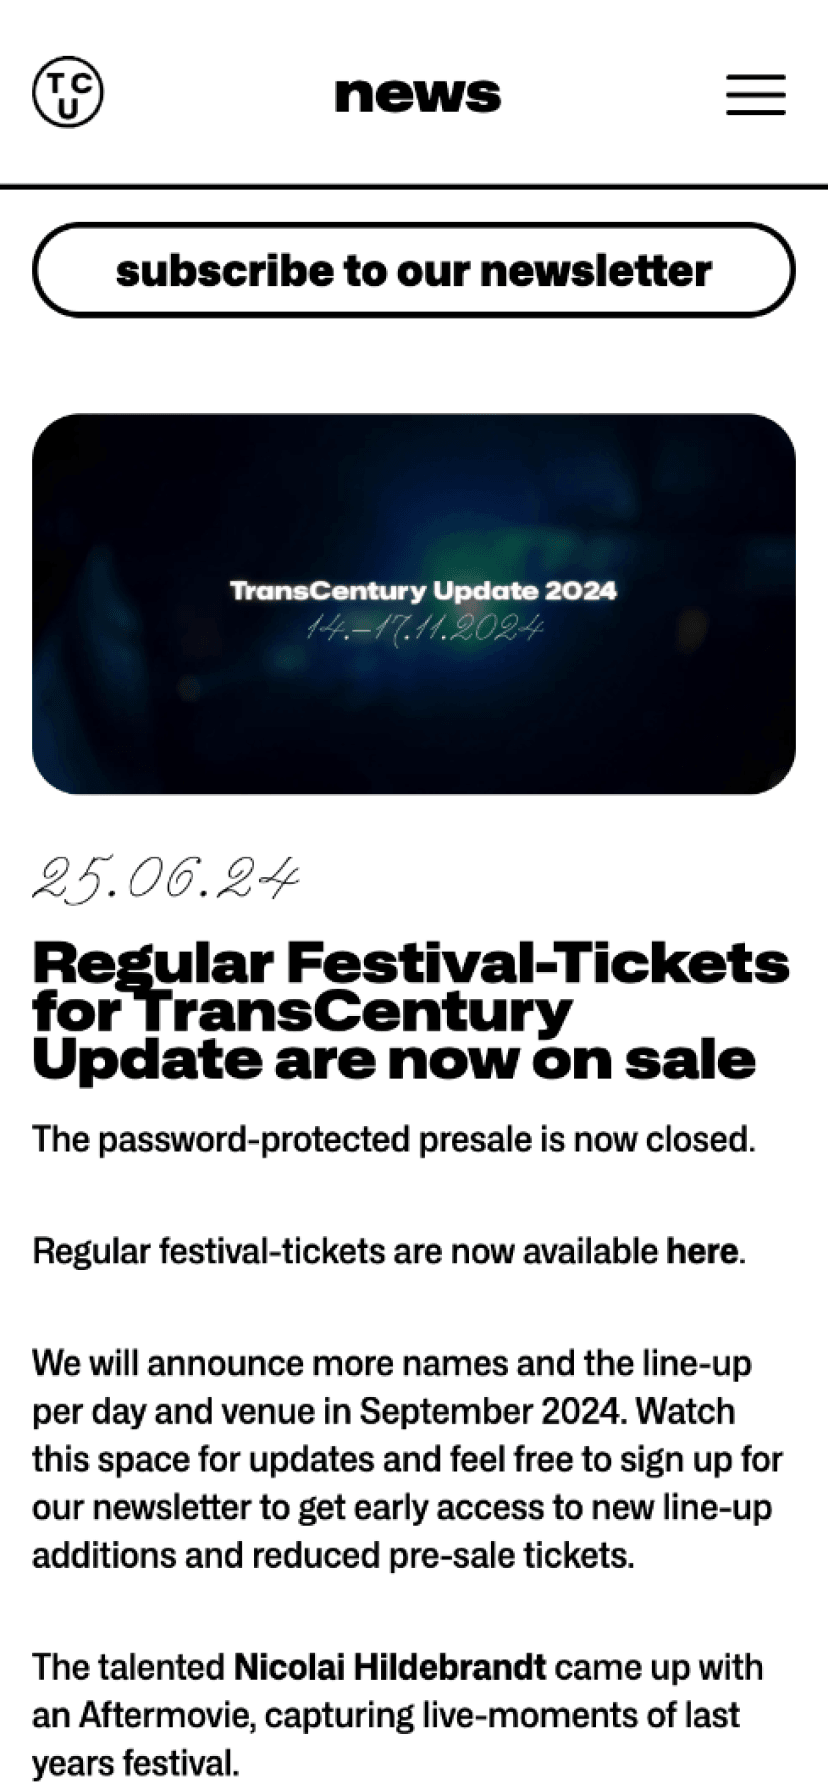 TC
U
news
subscribe to our newsletter
TransCentury Update 2024
14.–17.11.2024
25.06.24
Regular Festival-Tickets
for TransCentury
Update are now on sale
The password-protected presale is now closed.
Regular festival-tickets are now available here.
We will announce more names and the line-up
per day and venue in September 2024. Watch
this space for updates and feel free to sign up for
our newsletter to get early access to new line-up
additions and reduced pre-sale tickets.
The talented Nicolai Hildebrandt came up with
an Aftermovie, capturing live-moments of last
years festival.